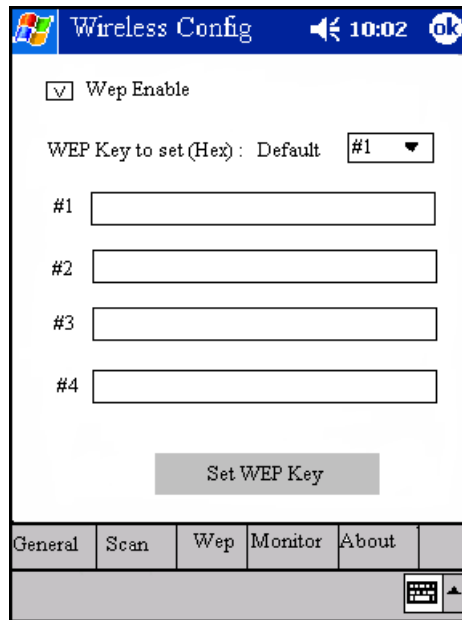 Wireless Config 10:02 ok
v Wep Enable
WEP Key to set (Hex) : Default #1
#1
#2
#3
#4
Set WEP Key
General Scan Wep Monitor About